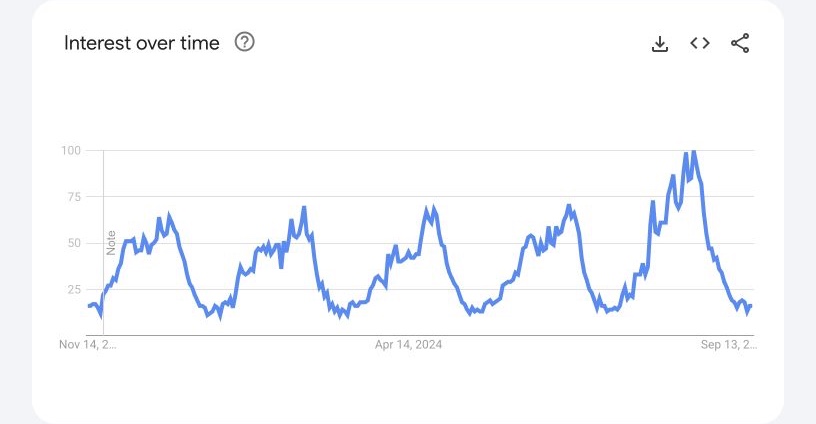 Interest over time
100
75
50
25
Note
Nov 14, 2...
Apr 14, 2024
Sep 13, 2...